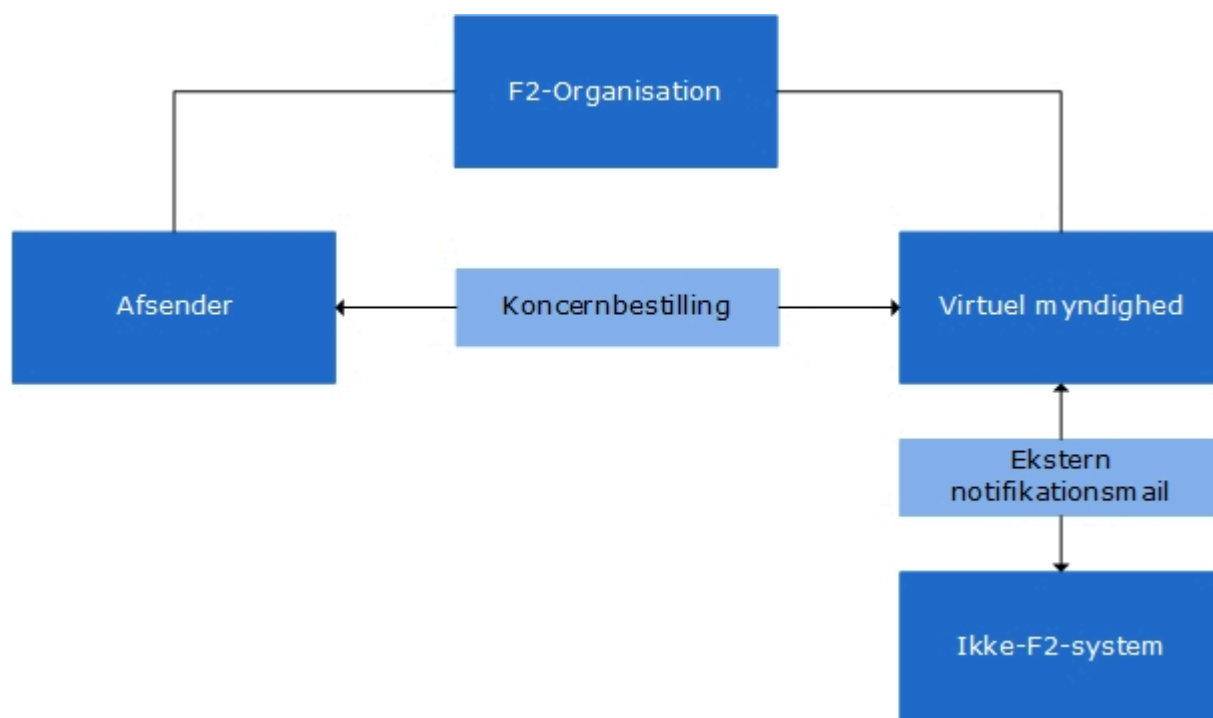 F2-Organisation
Afsender
Koncernbestilling
Virtuel myndighed
Ekstern
notifikationsmail
Ikke-F2-system